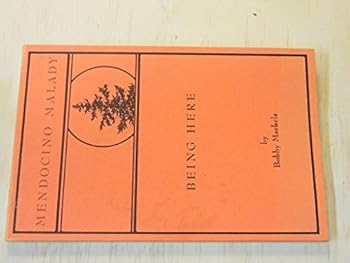 MENDOCINO MALADY
BEING HERE
by
Bobby Markels